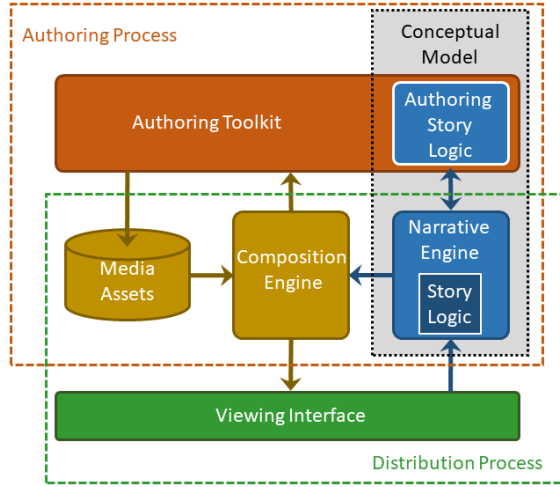 Authoring Process
Conceptual
Model
Authoring Toolkit
Authoring
Story
Logic
Media
Assets
Composition
Engine
Narrative
Engine
Story
Logic
Viewing Interface
Distribution Process